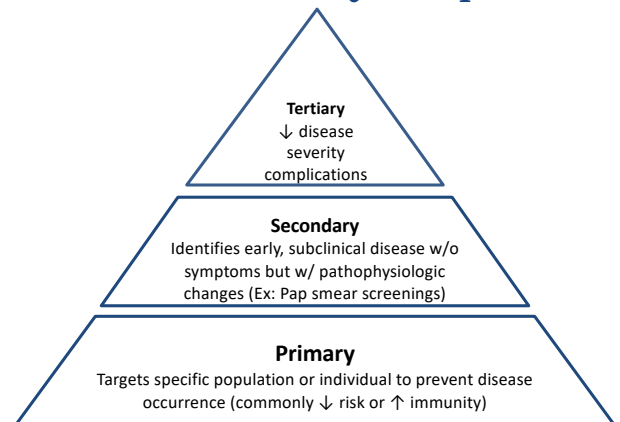 Tertiary
↓ disease
severity
complications
Secondary
Identifies early, subclinical disease w/o
symptoms but w/ pathophysiologic
changes (Ex: Pap smear screenings)
Primary
Targets specific population or individual to prevent disease
occurrence (commonly ↓ risk or ↑ immunity)